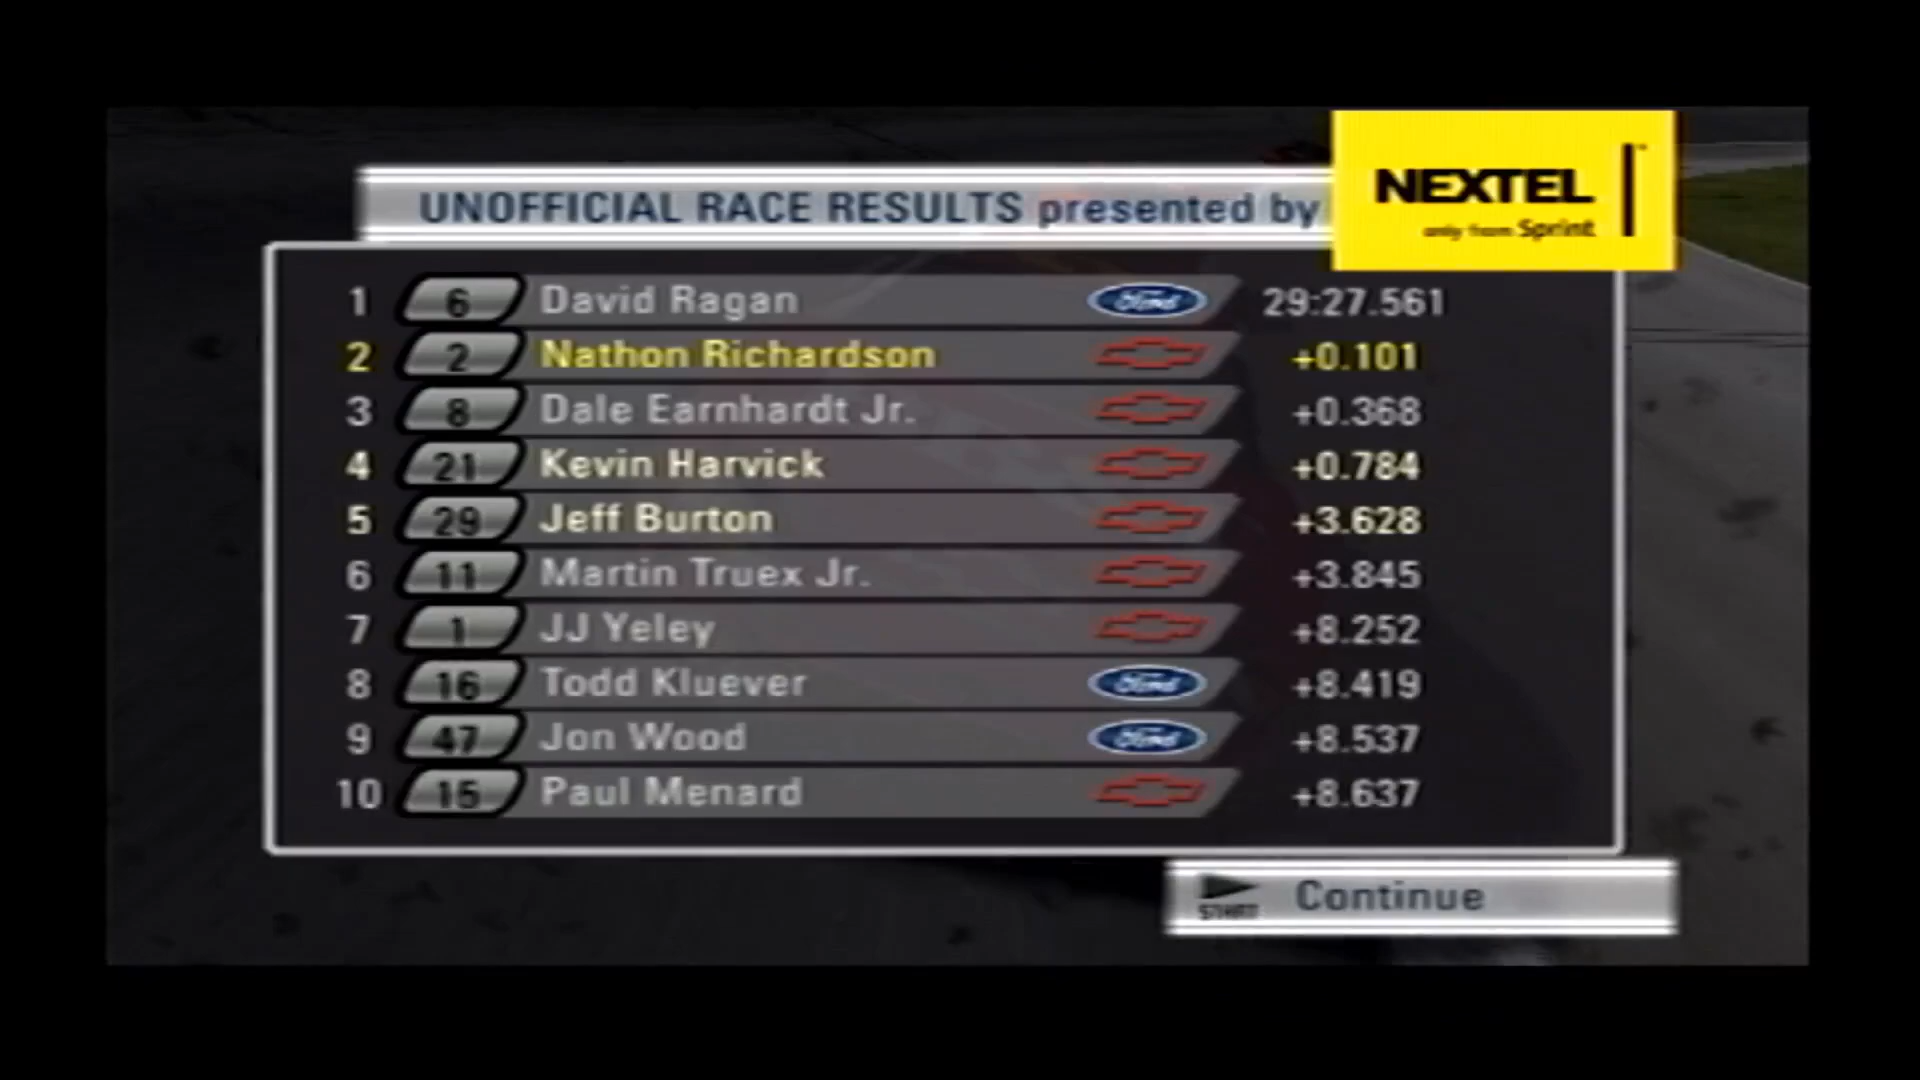 NEXTEL
only from Sprint
UNOFFICIAL RACE RESULTS presented by
1 6 David Ragan Ford 29:27.561
2 2 Nathon Richardson +0.101
3 8 Dale Earnhardt Jr. +0.368
4 21 Kevin Harvick +0.784
5 29 Jeff Burton +3.628
6 11 Martin Truex Jr. +3.845
7 1 JJ Yeley +8.252
8 16 Todd Kluever Ford +8.419
9 47 Jon Wood Ford +8.537
10 15 Paul Menard +8.637
START Continue